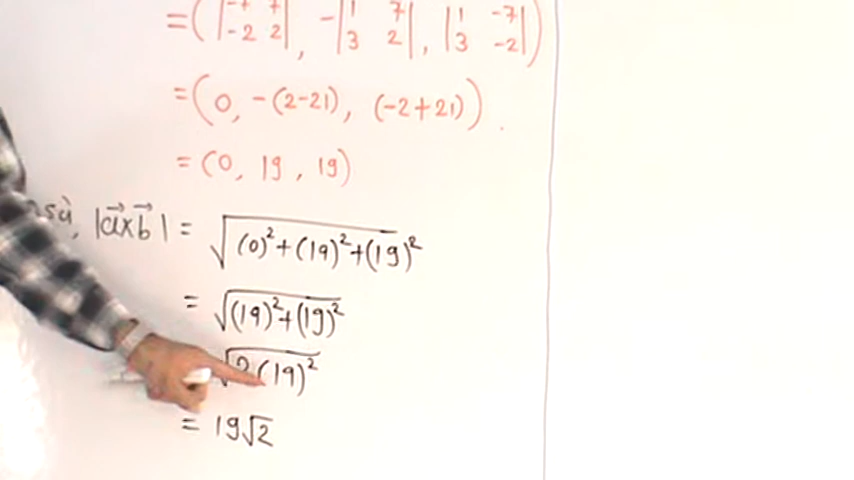 =(|-7 7 -2 2|, -|1 7 3 2|, |1 -7 3 -2|)
=(0, -(2-21), (-2+21))
=(0, 19, 19)
|a⃗×b⃗| = √((0)²+(19)²+(19)²)
= √((19)²+(19)²)
√(2(19)²)
= 19√2